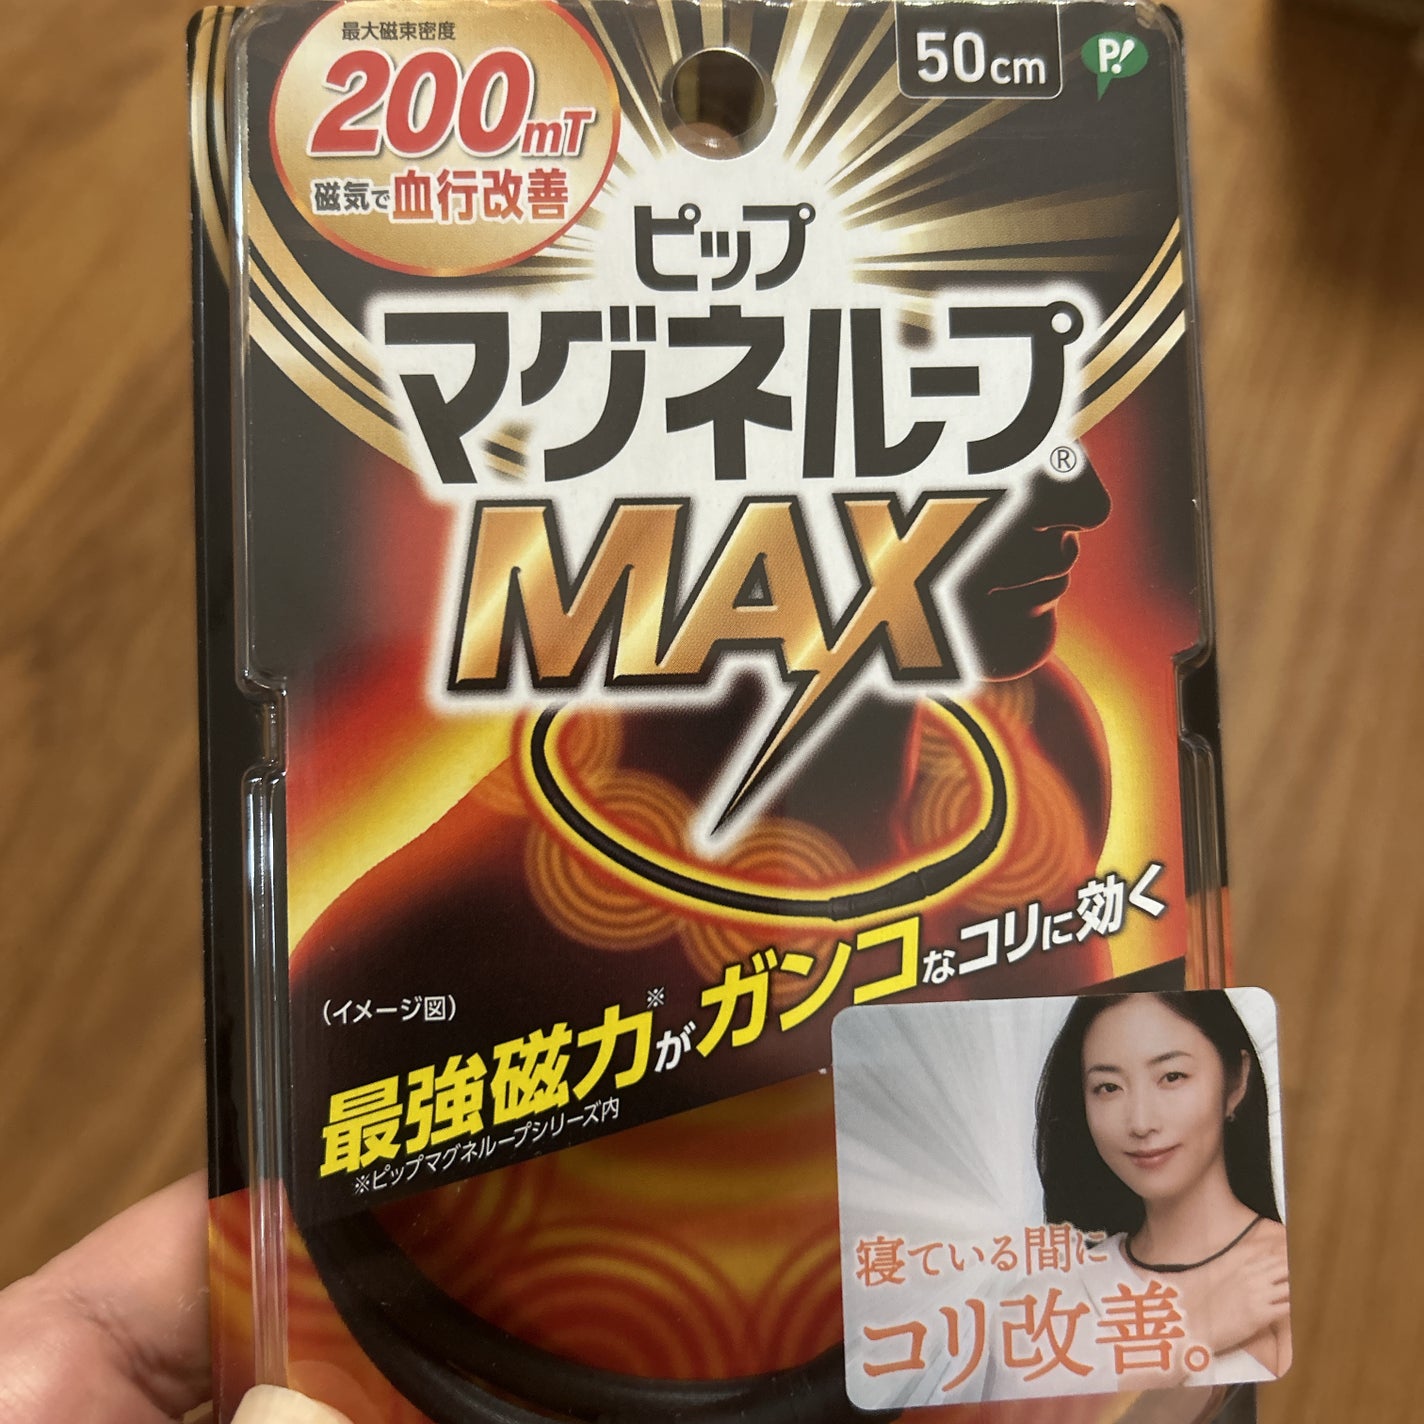 最大磁束密度
200mT
磁気で血行改善
50cm
P!
ピップ
マグネループ®
MAX
(イメージ図)
最強磁力※がガンコなコリに効く
※ピップマグネループシリーズ内
寝ている間に
コリ改善。